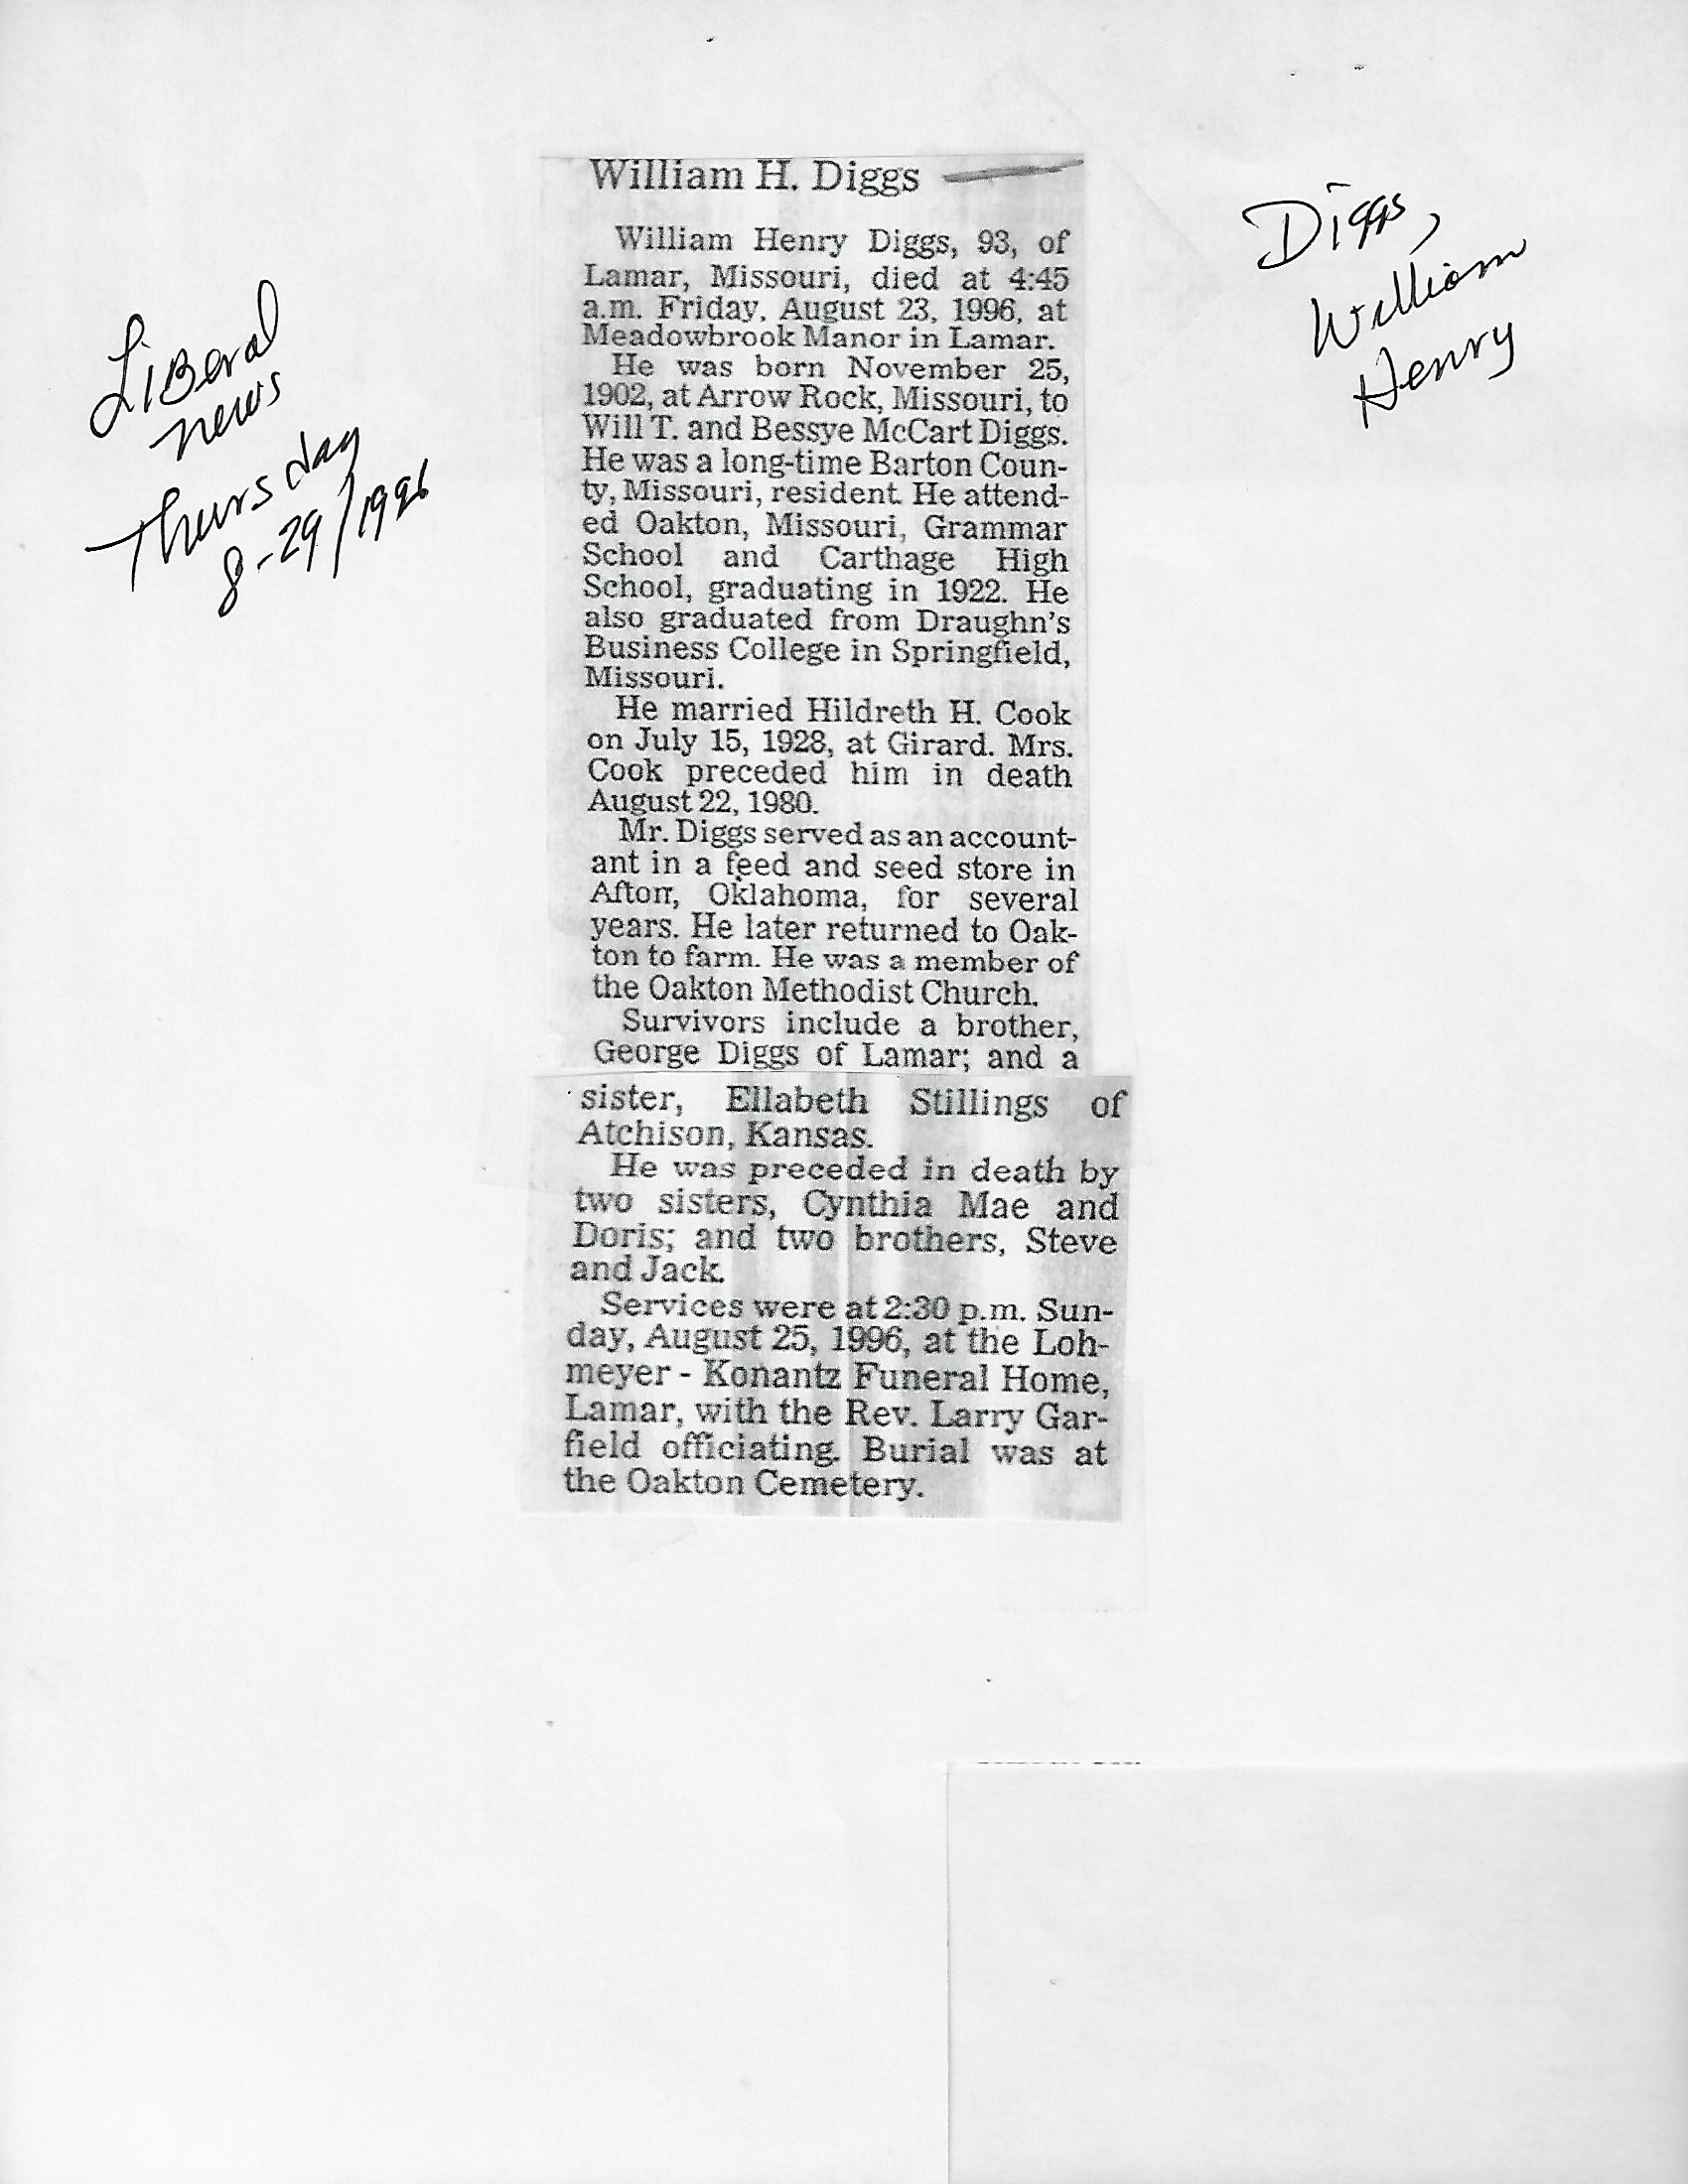 Liberal
news
Thursday
8-29/1996
Diggs,
William
Henry
William H. Diggs
William Henry Diggs, 93, of
Lamar, Missouri, died at 4:45
a.m. Friday, August 23, 1996, at
Meadowbrook Manor in Lamar.
He was born November 25,
1902, at Arrow Rock, Missouri, to
Will T. and Bessye McCart Diggs.
He was a long-time Barton Coun-
ty, Missouri, resident. He attend-
ed Oakton, Missouri, Grammar
School and Carthage High
School, graduating in 1922. He
also graduated from Draughn's
Business College in Springfield,
Missouri.
He married Hildreth H. Cook
on July 15, 1928, at Girard. Mrs.
Cook preceded him in death
August 22, 1980.
Mr. Diggs served as an account-
ant in a feed and seed store in
Afton, Oklahoma, for several
years. He later returned to Oak-
ton to farm. He was a member of
the Oakton Methodist Church.
Survivors include a brother,
George Diggs of Lamar; and a
sister, Ellabeth Stillings of
Atchison, Kansas.
He was preceded in death by
two sisters, Cynthia Mae and
Doris; and two brothers, Steve
and Jack.
Services were at 2:30 p.m. Sun-
day, August 25, 1996, at the Loh-
meyer - Konantz Funeral Home,
Lamar, with the Rev. Larry Gar-
field officiating. Burial was at
the Oakton Cemetery.